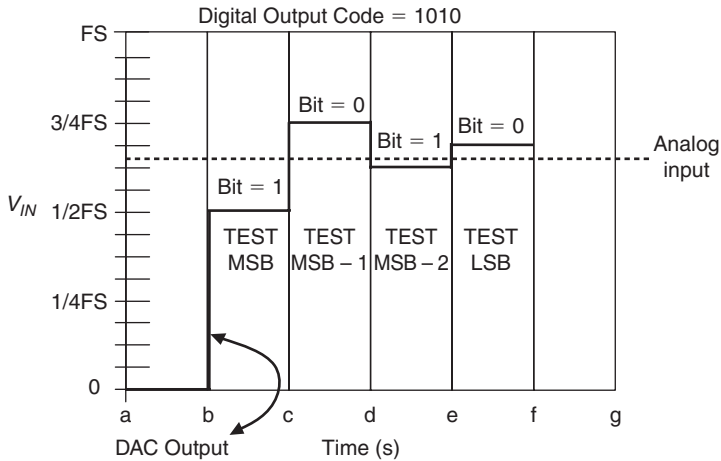 Digital Output Code = 1010
FS
3/4FS
1/2FS
1/4FS
0
V_IN
Bit = 1
Bit = 0
Bit = 1
Bit = 0
Analog
input
TEST
MSB
TEST
MSB – 1
TEST
MSB – 2
TEST
LSB
a b c d e f g
DAC Output
Time (s)